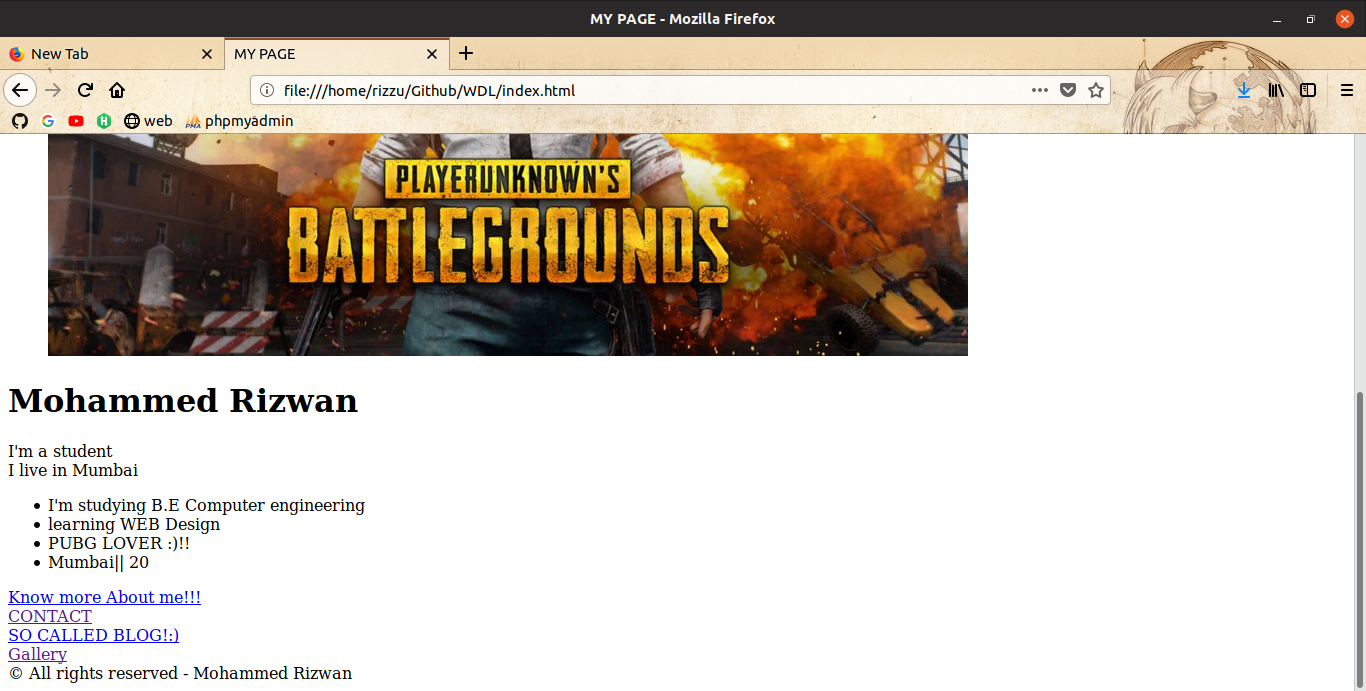 MY PAGE - Mozilla Firefox
New Tab
MY PAGE
file:///home/rizzu/Github/WDL/index.html
web
PMA phpmyadmin
PLAYERUNKNOWN'S
BATTLEGROUNDS
Mohammed Rizwan
I'm a student
I live in Mumbai
• I'm studying B.E Computer engineering
• learning WEB Design
• PUBG LOVER :)!!
• Mumbai|| 20
Know more About me!!!
CONTACT
SO CALLED BLOG!:)
Gallery
© All rights reserved - Mohammed Rizwan